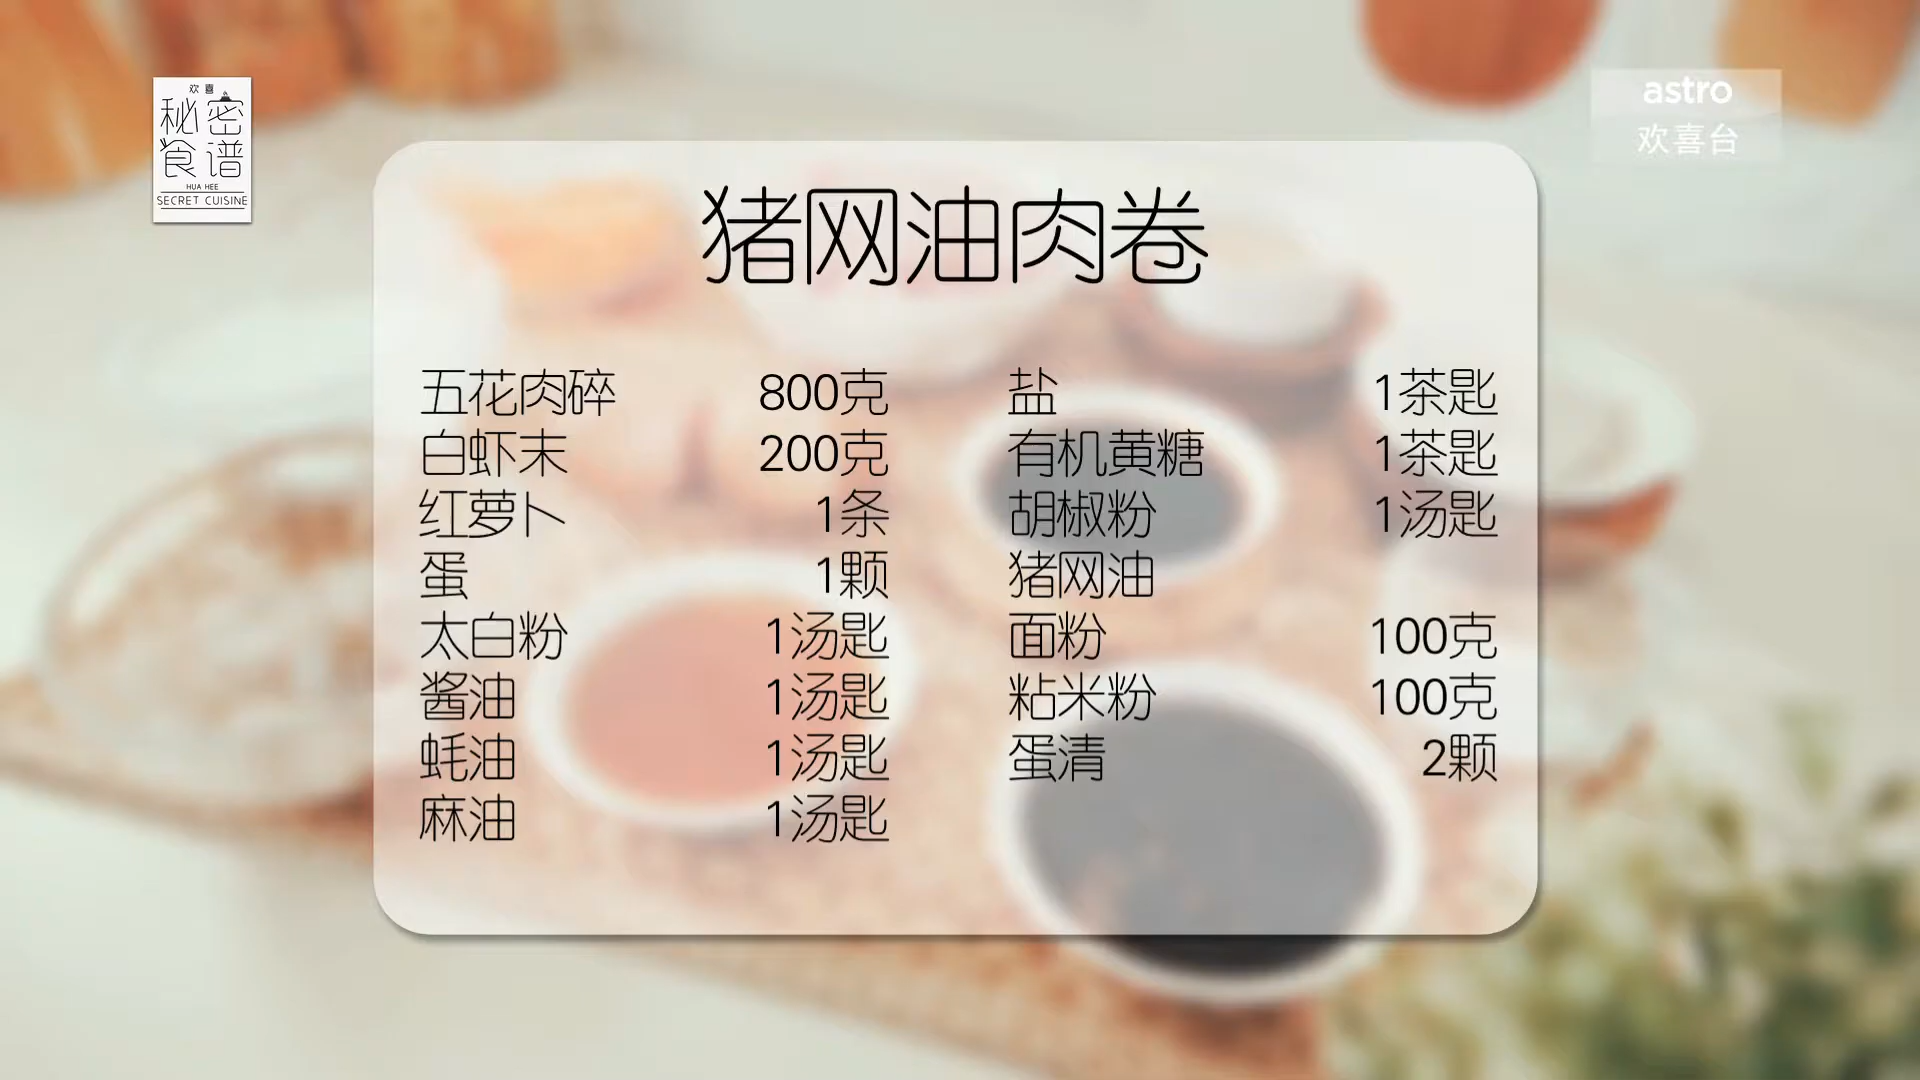 欢喜
秘密
食谱
HUA HEE
SECRET CUISINE
astro
欢喜台
猪网油肉卷
五花肉碎 800克
白虾末 200克
红萝卜 1条
蛋 1颗
太白粉 1汤匙
酱油 1汤匙
蚝油 1汤匙
麻油 1汤匙
盐 1茶匙
有机黄糖 1茶匙
胡椒粉 1汤匙
猪网油
面粉 100克
粘米粉 100克
蛋清 2颗